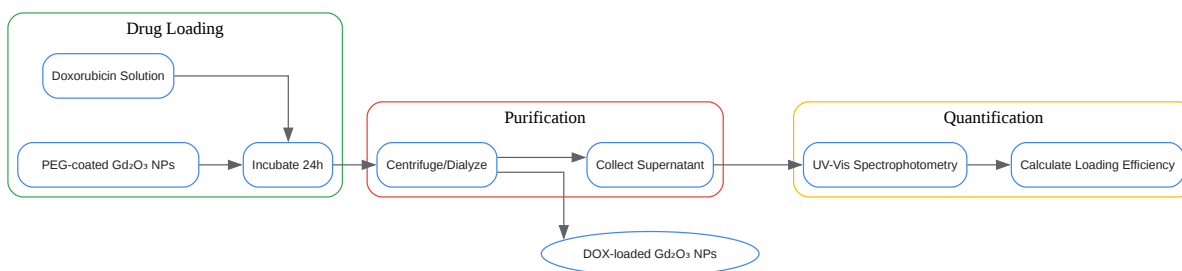 Drug Loading
Doxorubicin Solution
PEG-coated Gd₂O₃ NPs
Incubate 24h
Purification
Centrifuge/Dialyze
Collect Supernatant
DOX-loaded Gd₂O₃ NPs
Quantification
UV-Vis Spectrophotometry
Calculate Loading Efficiency